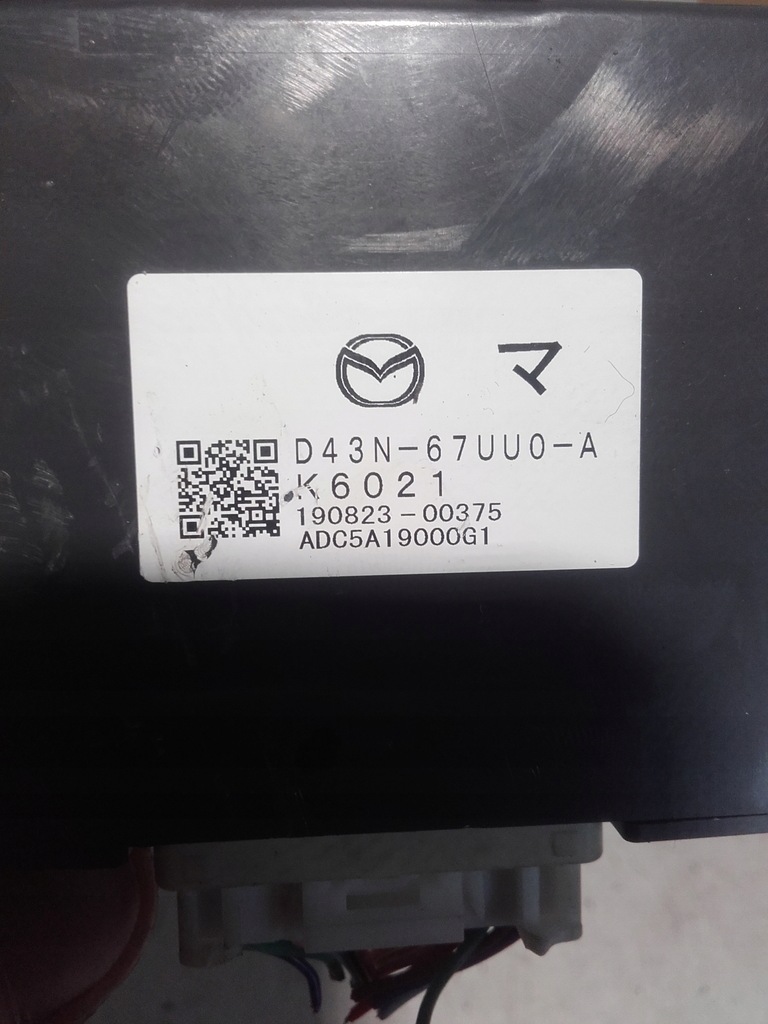 マ
D43N-67UU0-A
K6021
190823-00375
ADC5A19000G1